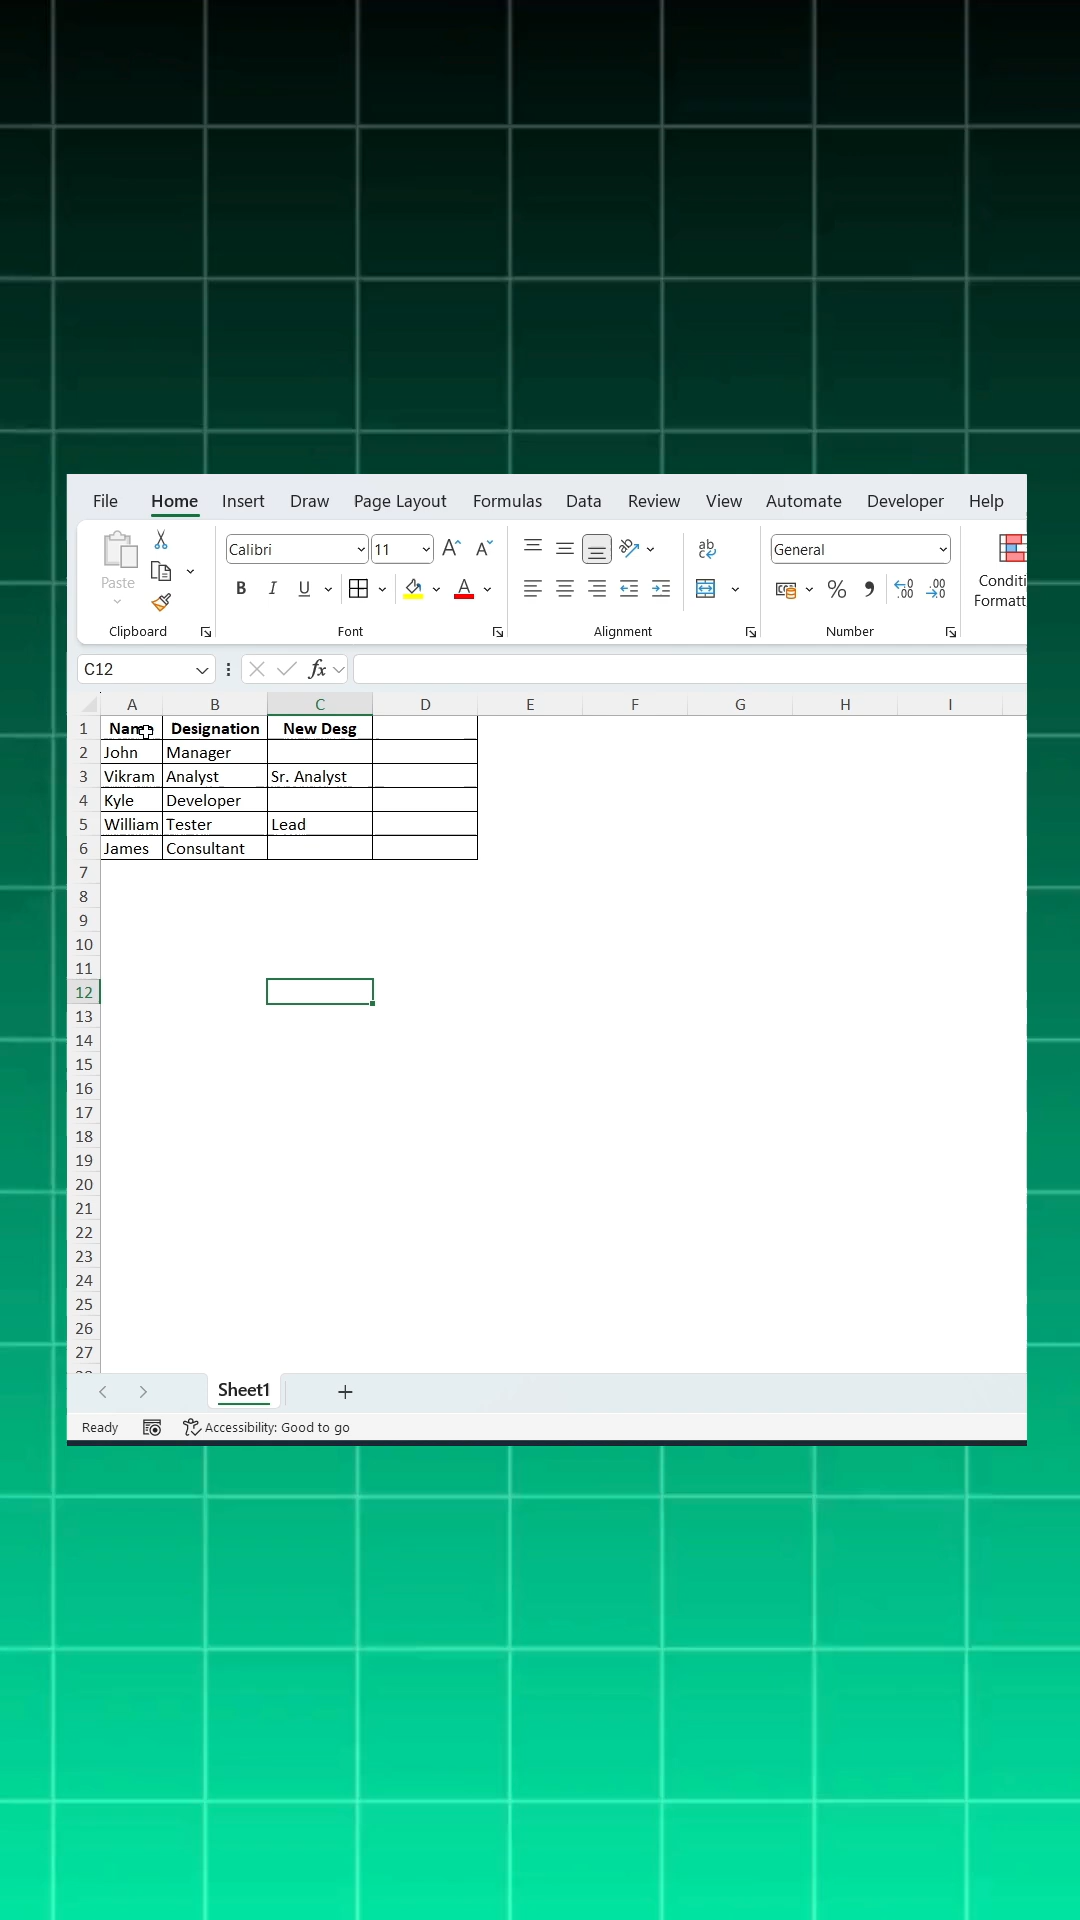 File Home Insert Draw Page Layout Formulas Data Review View Automate Developer Help
Paste
Calibri 11
ab
General
B I U A
Clipboard Font Alignment Number
Conditi
Formatt
C12 fx
A B C D E F G H I
1 Name Designation New Desg
2 John Manager
3 Vikram Analyst Sr. Analyst
4 Kyle Developer
5 William Tester Lead
6 James Consultant
7
8
9
10
11
12
13
14
15
16
17
18
19
20
21
22
23
24
25
26
27
Sheet1
Ready Accessibility: Good to go